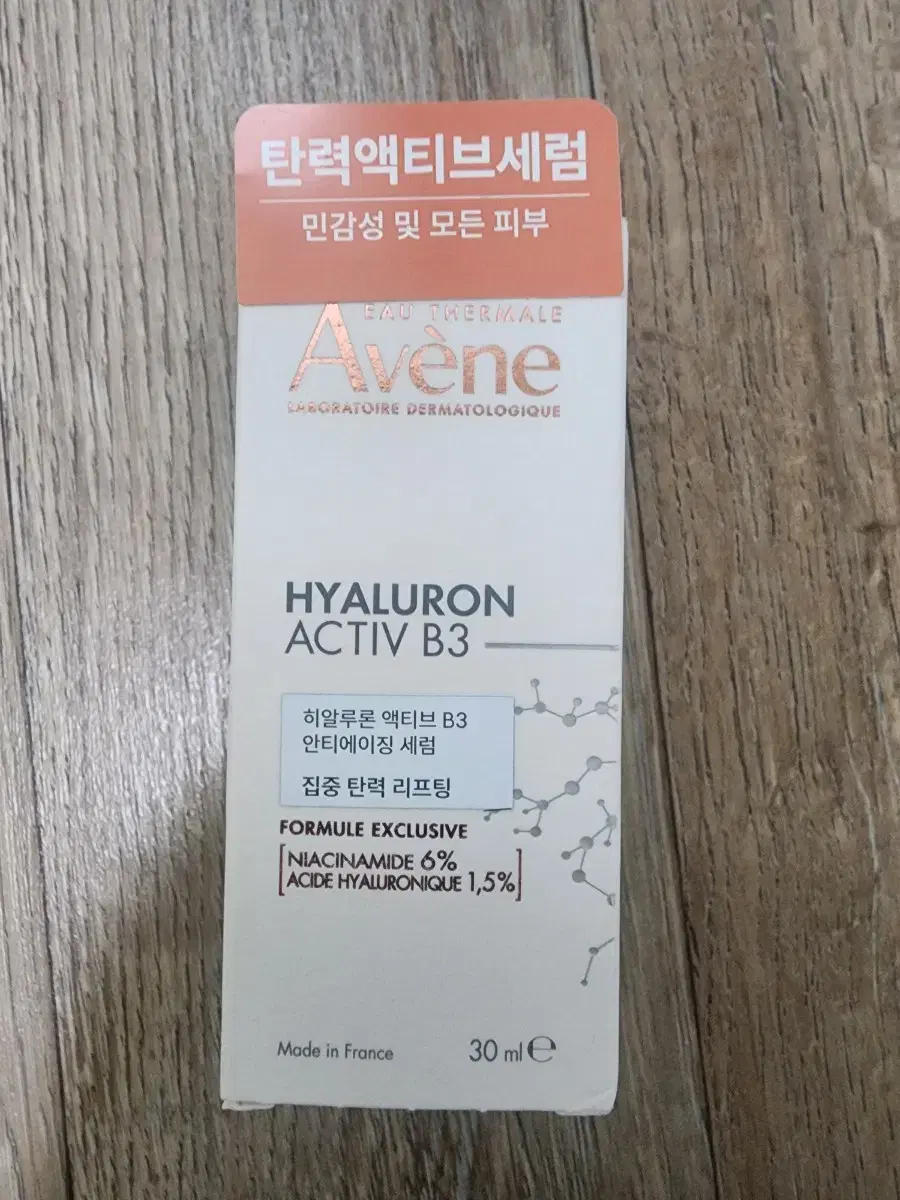 탄력액티브세럼
민감성 및 모든 피부
EAU THERMALE
Avène
LABORATOIRE DERMATOLOGIQUE
HYALURON
ACTIV B3
히알루론 액티브 B3
안티에이징 세럼
집중 탄력 리프팅
FORMULE EXCLUSIVE
[NIACINAMIDE 6%
ACIDE HYALURONIQUE 1,5%]
Made in France 30 ml ℮